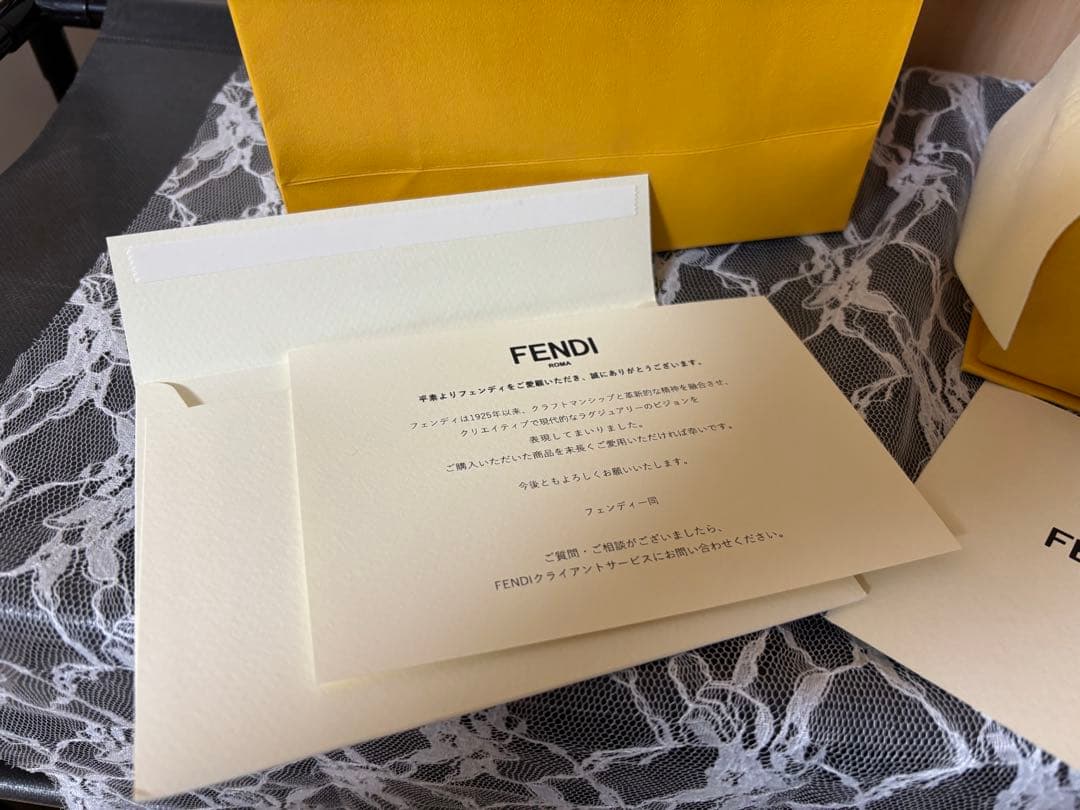 FENDI
ROMA
平素よりフェンディをご愛顧いただき、誠にありがとうございます。
フェンディは1925年以来、クラフトマンシップと革新的な精神を融合させ、
クリエイティブで現代的なラグジュアリーのビジョンを
表現してまいりました。
ご購入いただいた商品を末長くご愛用いただければ幸いです。
今後ともよろしくお願いいたします。
フェンディ一同
ご質問・ご相談がございましたら、
FENDIクライアントサービスにお問い合わせください。
FE